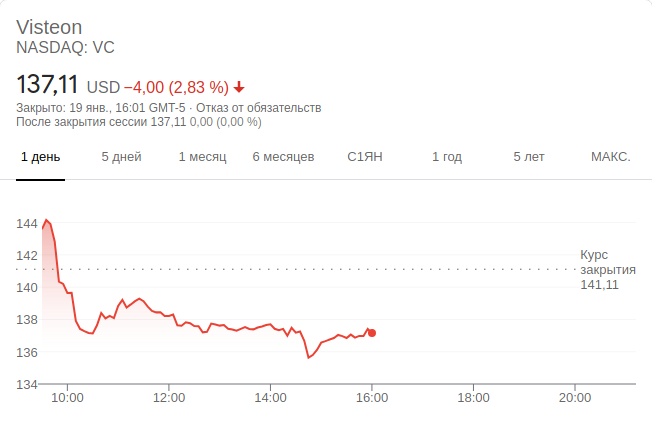 Visteon
NASDAQ: VC
137,11 USD −4,00 (2,83 %)
Закрыто: 19 янв., 16:01 GMT-5 · Отказ от обязательств
После закрытия сессии 137,11 0,00 (0,00 %)
1 день 5 дней 1 месяц 6 месяцев С1ЯН 1 год 5 лет МАКС.
144
142
140
138
136
134
Курс
закрытия
141,11
10:00 12:00 14:00 16:00 18:00 20:00